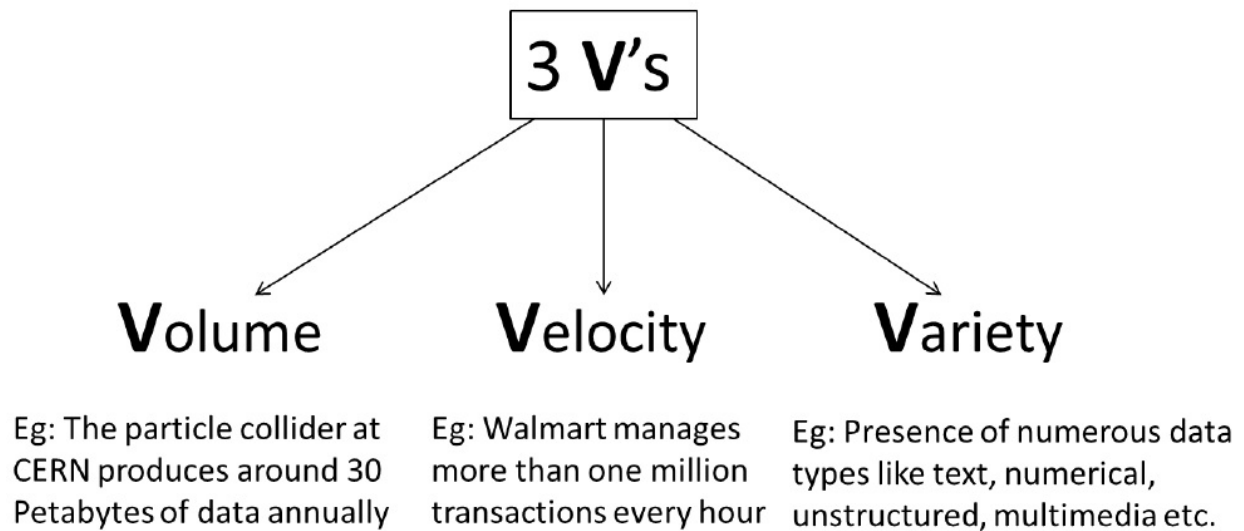 3 V's
Volume
Velocity
Variety
Eg: The particle collider at
CERN produces around 30
Petabytes of data annually
Eg: Walmart manages
more than one million
transactions every hour
Eg: Presence of numerous data
types like text, numerical,
unstructured, multimedia etc.